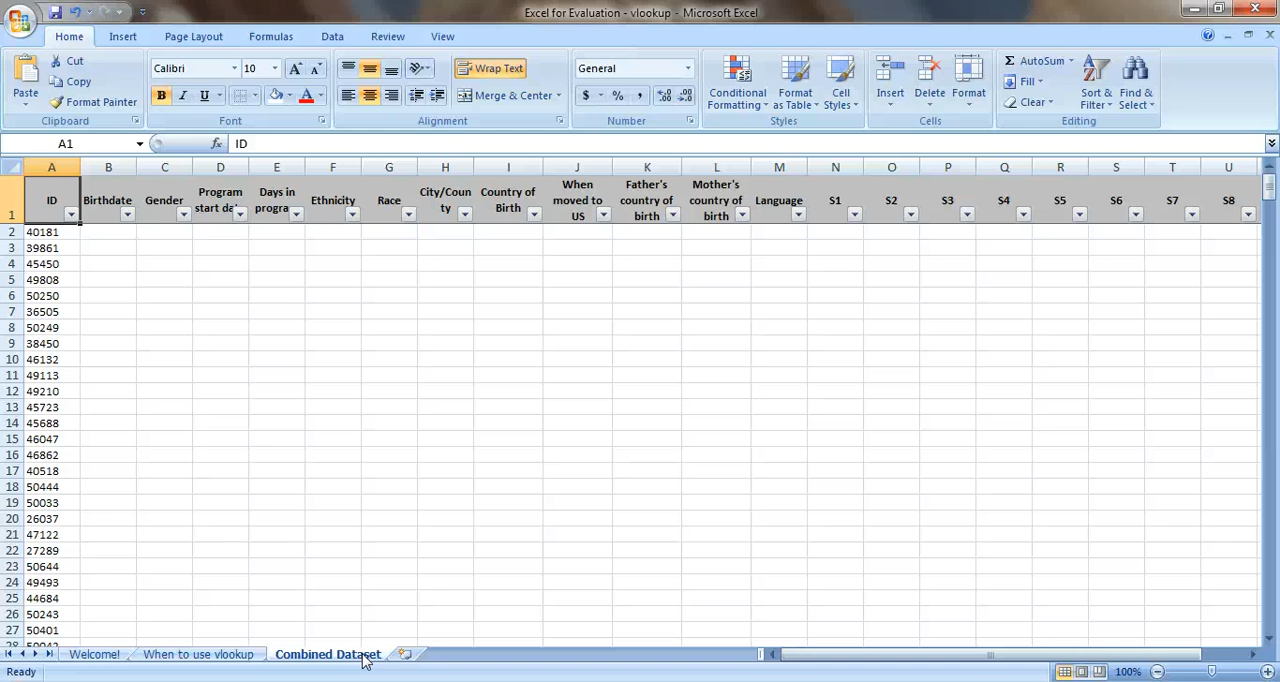 Excel for Evaluation - vlookup - Microsoft Excel
Home Insert Page Layout Formulas Data Review View
Paste
Cut
Copy
Format Painter
Clipboard
Calibri 10
B I U
Font
Wrap Text
Merge & Center
Alignment
General
$ % ,
Number
Conditional Formatting
Format as Table
Cell Styles
Styles
Insert
Delete
Format
Cells
AutoSum
Fill
Clear
Sort & Filter
Find & Select
Editing
A1 fx ID
A B C D E F G H I J K L M N O P Q R S T U
1 ID Birthdate Gender Program start da Days in progra Ethnicity Race City/Coun ty Country of Birth When moved to US Father's country of birth Mother's country of birth Language S1 S2 S3 S4 S5 S6 S7 S8
2 40181
3 39861
4 45450
5 49808
6 50250
7 36505
8 50249
9 38450
10 46132
11 49113
12 49210
13 45723
14 45688
15 46047
16 46862
17 40518
18 50444
19 50033
20 26037
21 47122
22 27289
23 50644
24 49493
25 44684
26 50243
27 50401
28 50042
Welcome! When to use vlookup Combined Dataset
Ready 100%